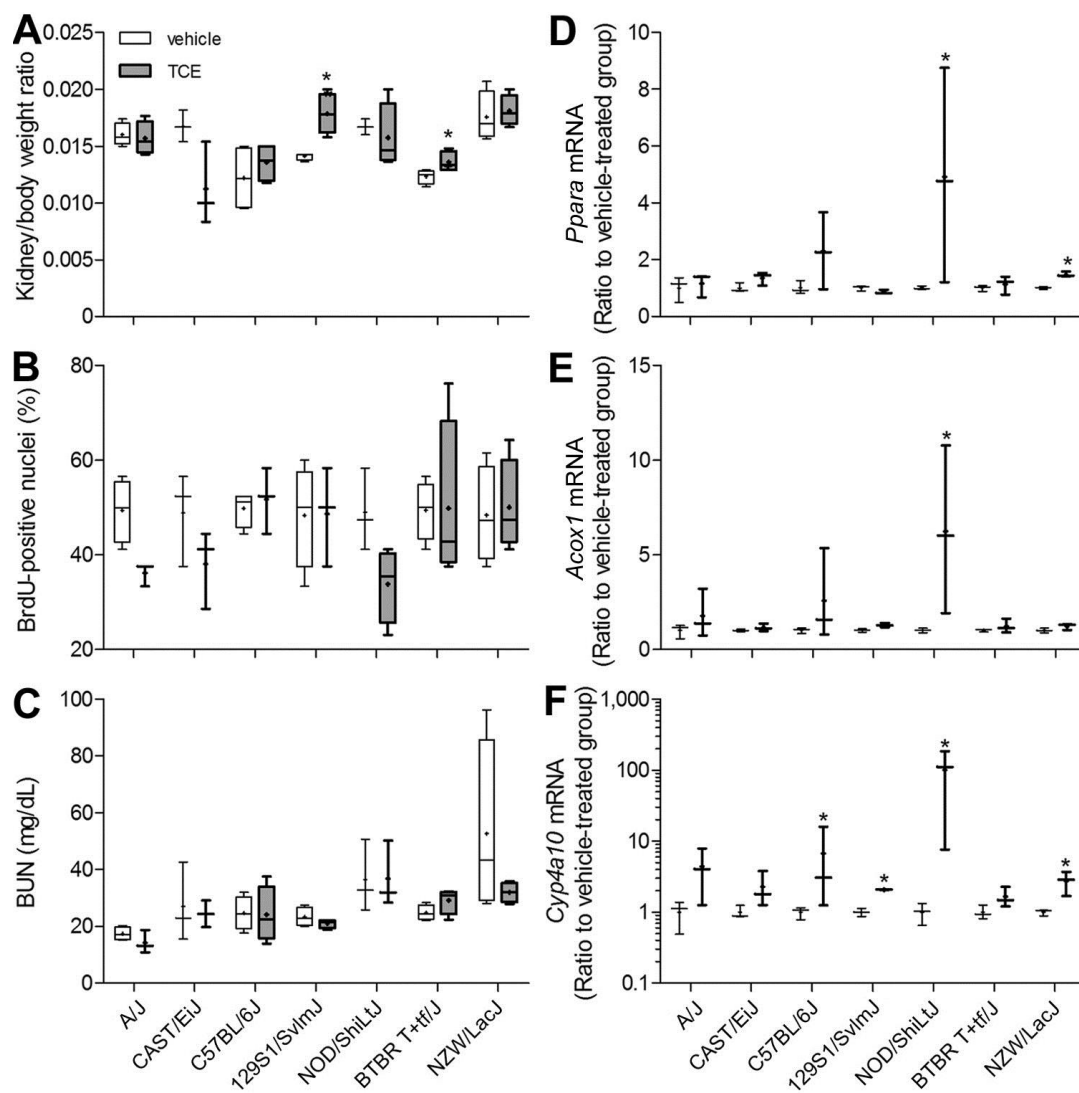 A
Kidney/body weight ratio
0.025
0.020
0.015
0.010
0.005
0
vehicle
TCE
*
*
B
BrdU-positive nuclei (%)
80
60
40
20
C
BUN (mg/dL)
100
80
60
40
20
0
A/J
CAST/EiJ
C57BL/6J
129S1/SvImJ
NOD/ShiLtJ
BTBR T+tf/J
NZW/LacJ
D
Ppara mRNA
(Ratio to vehicle-treated group)
10
8
6
4
2
0
*
*
E
Acox1 mRNA
(Ratio to vehicle-treated group)
15
10
5
0
*
F
Cyp4a10 mRNA
(Ratio to vehicle-treated group)
1,000
100
10
1
0.1
*
*
*
*
A/J
CAST/EiJ
C57BL/6J
129S1/SvImJ
NOD/ShiLtJ
BTBR T+tf/J
NZW/LacJ